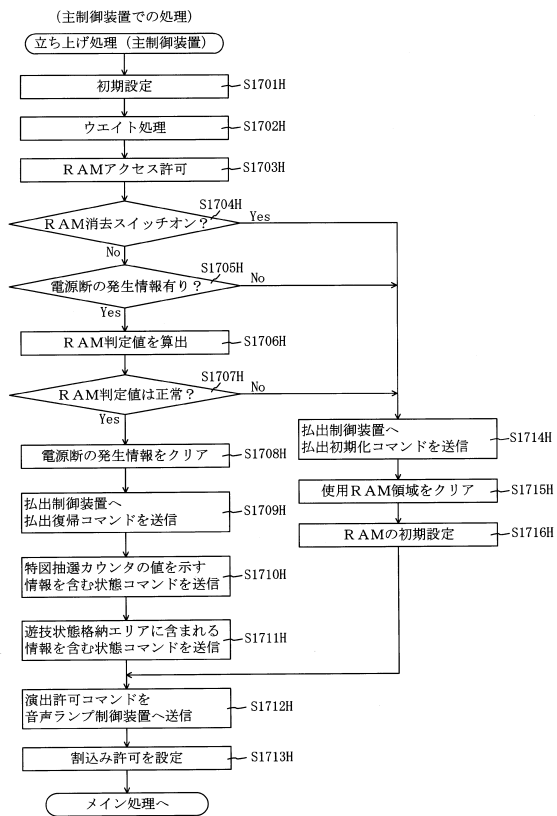 (主制御装置での処理)
立ち上げ処理(主制御装置)
初期設定
S1701H
ウエイト処理
S1702H
RAMアクセス許可
S1703H
S1704H
RAM消去スイッチオン?
Yes
No
S1705H
電源断の発生情報有り?
No
Yes
RAM判定値を算出
S1706H
S1707H
RAM判定値は正常?
No
Yes
電源断の発生情報をクリア
S1708H
払出制御装置へ
払出復帰コマンドを送信
S1709H
特図抽選カウンタの値を示す
情報を含む状態コマンドを送信
S1710H
遊技状態格納エリアに含まれる
情報を含む状態コマンドを送信
S1711H
払出制御装置へ
払出初期化コマンドを送信
S1714H
使用RAM領域をクリア
S1715H
RAMの初期設定
S1716H
演出許可コマンドを
音声ランプ制御装置へ送信
S1712H
割込み許可を設定
S1713H
メイン処理へ